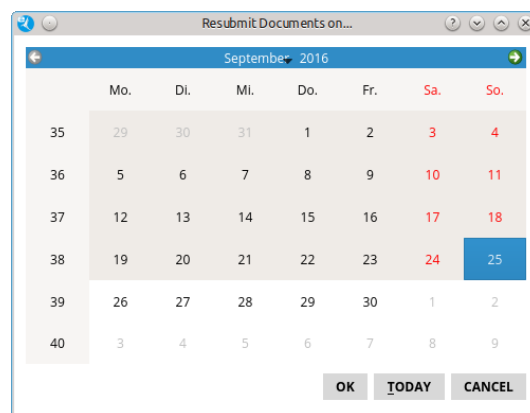 Resubmit Documents on...
September 2016
Mo. Di. Mi. Do. Fr. Sa. So.
35 29 30 31 1 2 3 4
36 5 6 7 8 9 10 11
37 12 13 14 15 16 17 18
38 19 20 21 22 23 24 25
39 26 27 28 29 30 1 2
40 3 4 5 6 7 8 9
OK TODAY CANCEL